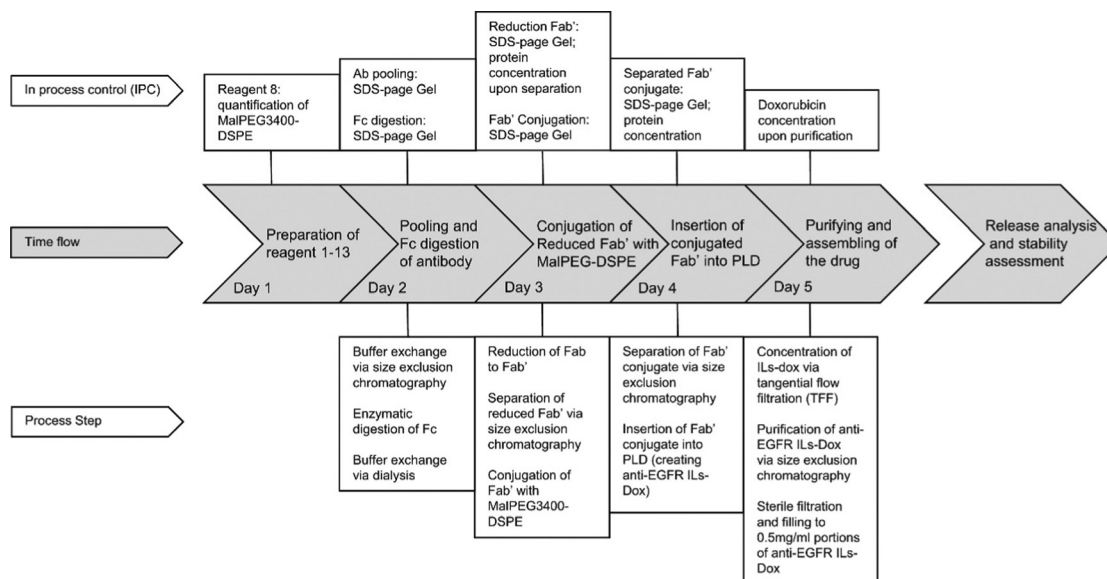 In process control (IPC)
Reagent 8:
quantification of
MalPEG3400-
DSPE
Ab pooling:
SDS-page Gel
Fc digestion:
SDS-page Gel
Reduction Fab’:
SDS-page Gel;
protein
concentration
upon separation
Fab’ Conjugation:
SDS-page Gel
Separated Fab’
conjugate:
SDS-page Gel;
protein
concentration
Doxorubicin
concentration
upon purification
Time flow
Preparation of
reagent 1-13
Day 1
Pooling and
Fc digestion
of antibody
Day 2
Conjugation of
Reduced Fab’ with
MalPEG-DSPE
Day 3
Insertion of
conjugated
Fab’ into PLD
Day 4
Purifying and
assembling of
the drug
Day 5
Release analysis
and stability
assessment
Process Step
Buffer exchange
via size exclusion
chromatography
Enzymatic
digestion of Fc
Buffer exchange
via dialysis
Reduction of Fab
to Fab’
Separation of
reduced Fab’ via
size exclusion
chromatography
Conjugation of
Fab’ with
MalPEG3400-
DSPE
Separation of Fab’
conjugate via size
exclusion
chromatography
Insertion of Fab’
conjugate into
PLD (creating
anti-EGFR ILs-
Dox)
Concentration of
ILs-dox via
tangential flow
filtration (TFF)
Purification of anti-
EGFR ILs-Dox
via size exclusion
chromatography
Sterile filtration
and filling to
0.5mg/ml portions
of anti-EGFR ILs-
Dox